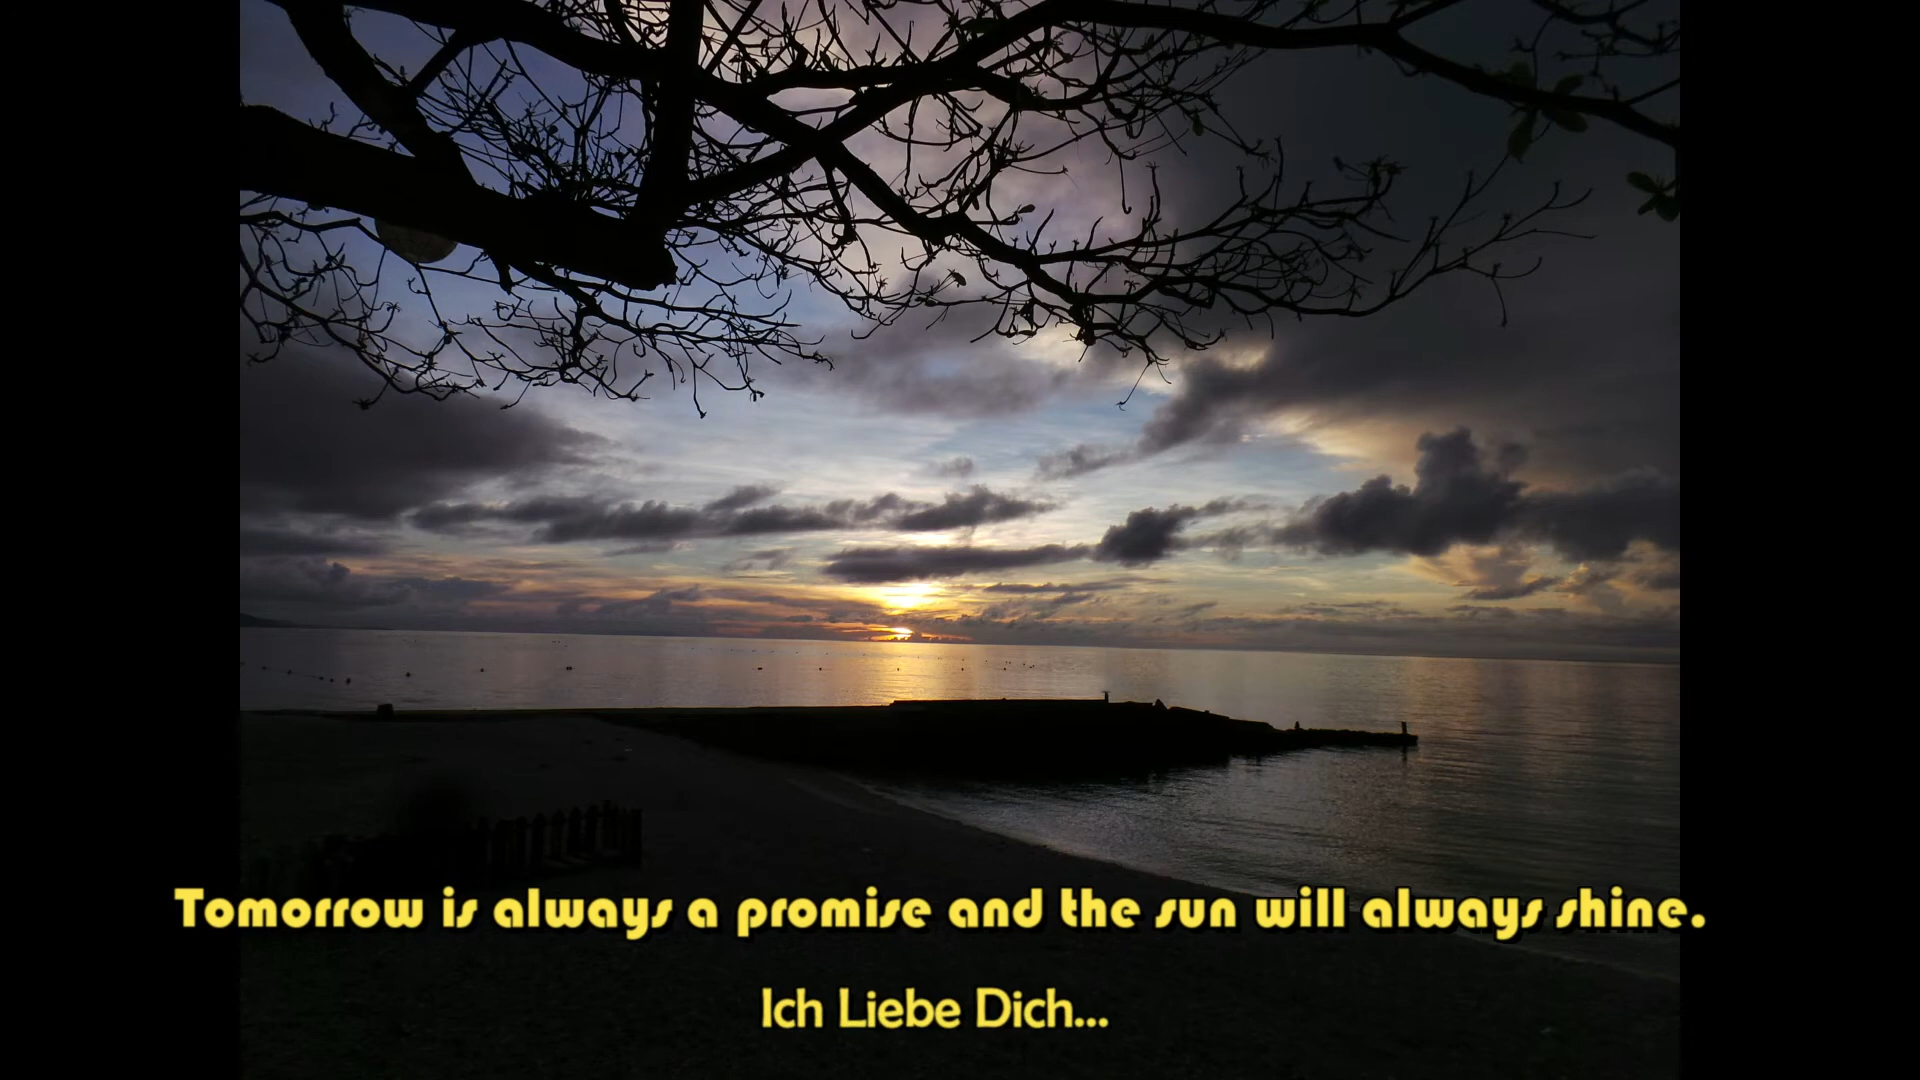 Tomorrow is always a promise and the sun will always shine.
Ich Liebe Dich...